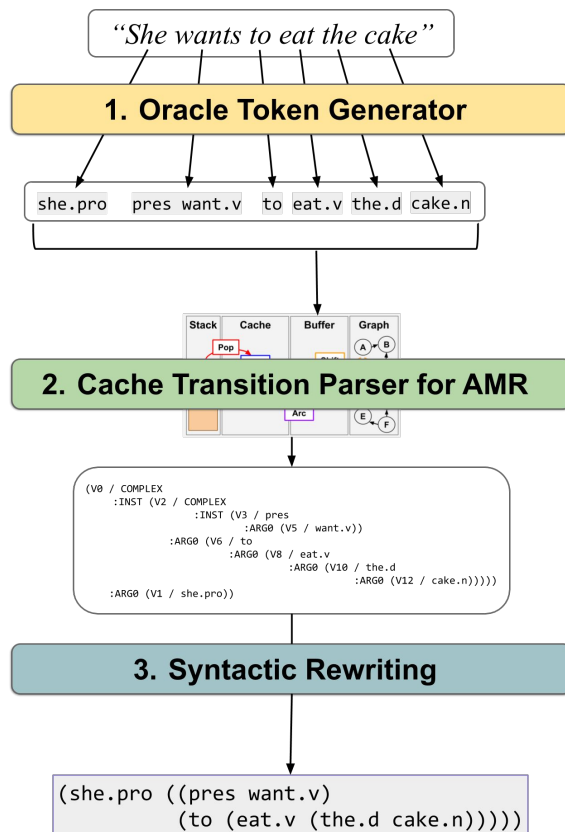 “She wants to eat the cake”
1. Oracle Token Generator
she.pro pres want.v to eat.v the.d cake.n
Stack Cache Buffer Graph
Pop
A B
2. Cache Transition Parser for AMR
Arc
E F
(V0 / COMPLEX
:INST (V2 / COMPLEX
:INST (V3 / pres
:ARG0 (V5 / want.v))
:ARG0 (V6 / to
:ARG0 (V8 / eat.v
:ARG0 (V10 / the.d
:ARG0 (V12 / cake.n)))))
:ARG0 (V1 / she.pro))
3. Syntactic Rewriting
(she.pro ((pres want.v)
(to (eat.v (the.d cake.n)))))